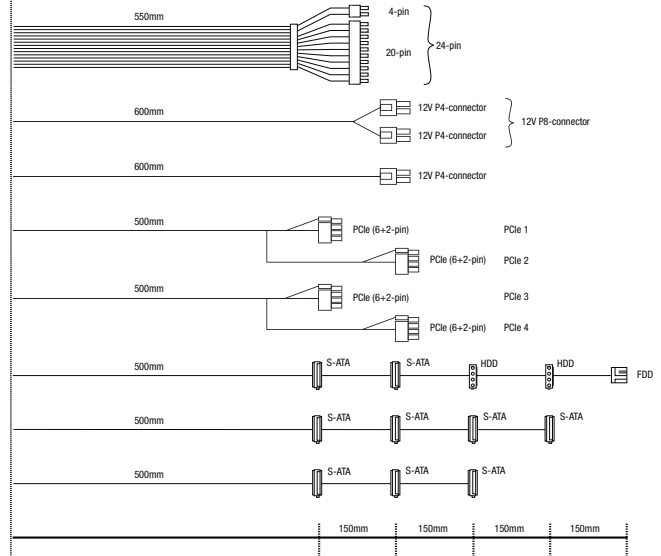 4-pin
550mm
20-pin
24-pin
600mm
12V P4-connector
12V P8-connector
12V P4-connector
600mm
12V P4-connector
500mm
PCIe (6+2-pin) PCIe 1
PCIe (6+2-pin) PCIe 2
500mm
PCIe (6+2-pin) PCIe 3
PCIe (6+2-pin) PCIe 4
500mm S-ATA S-ATA HDD HDD
FDD
500mm S-ATA S-ATA S-ATA S-ATA
500mm S-ATA S-ATA S-ATA
150mm 150mm 150mm 150mm